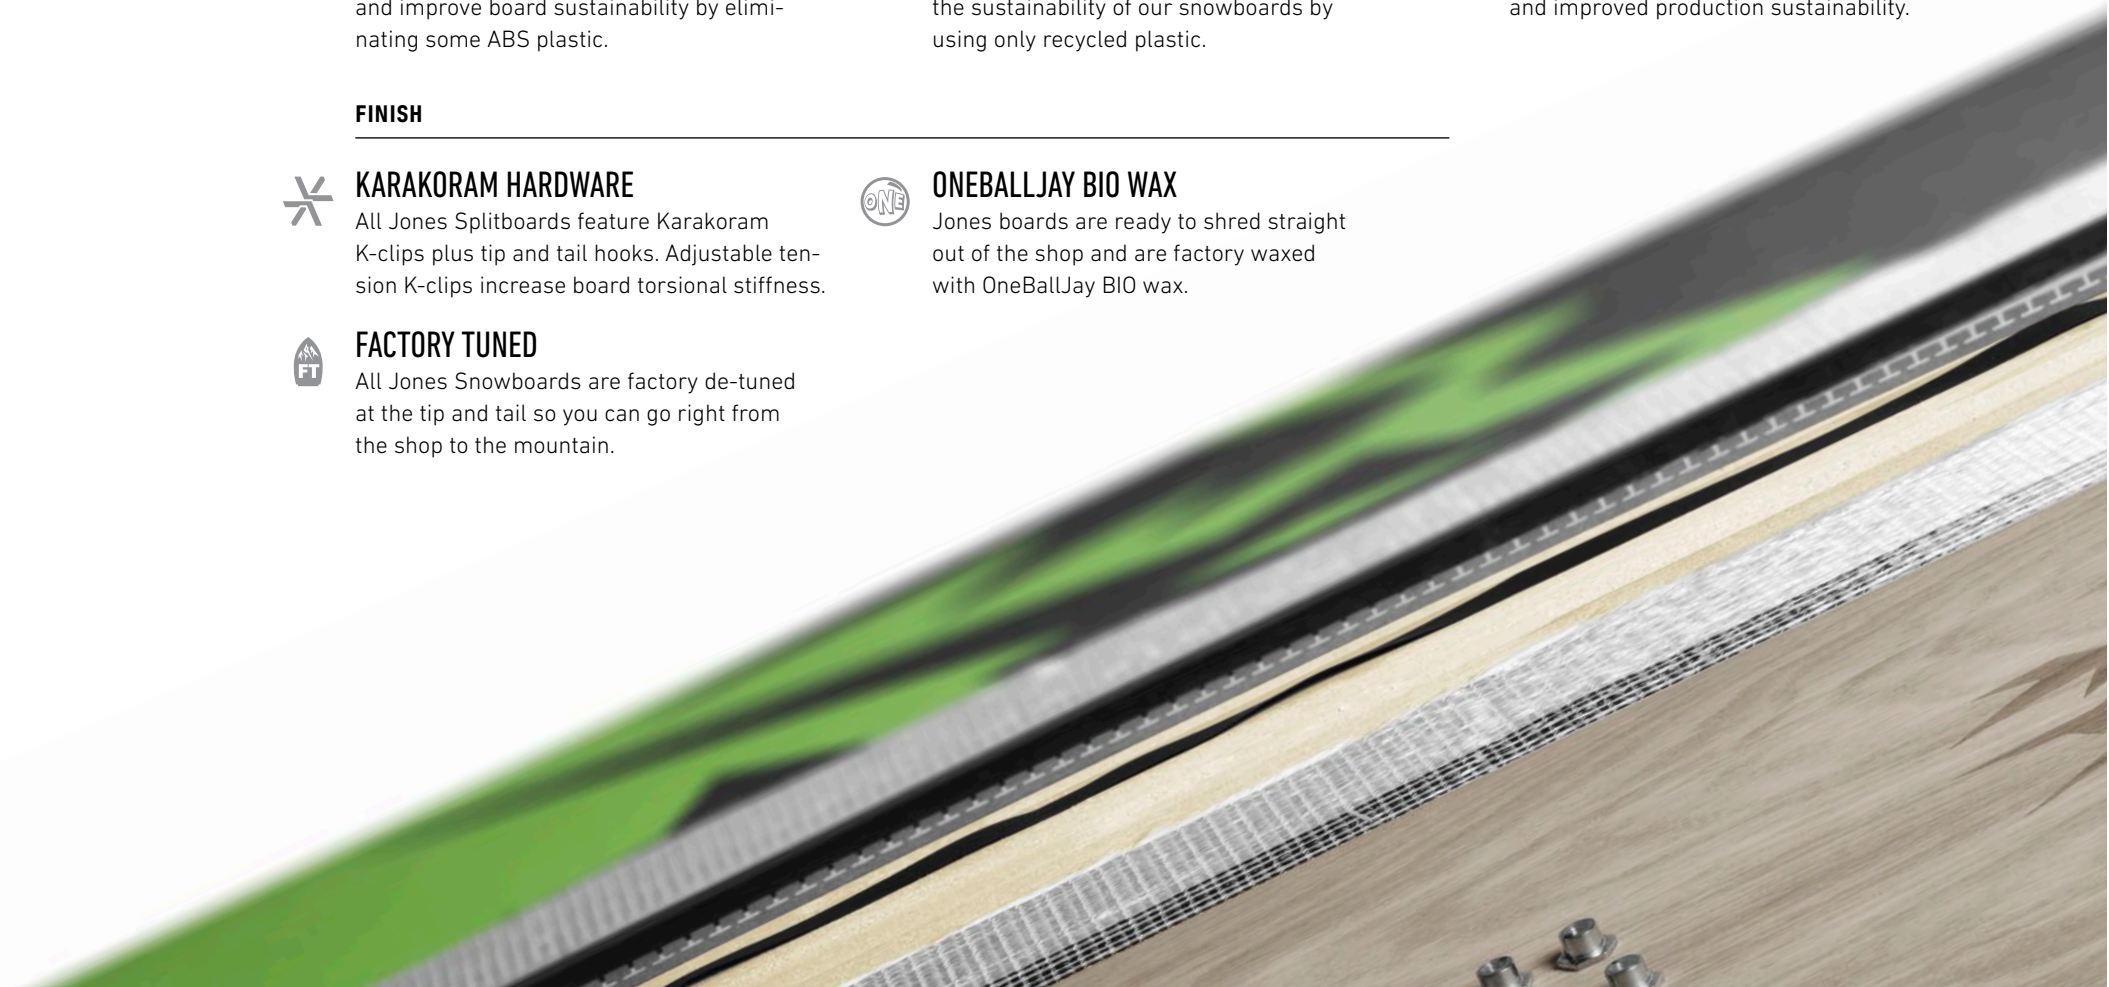 and improve board sustainability by elimi-
nating some ABS plastic.
the sustainability of our snowboards by
using only recycled plastic.
and improved production sustainability.
FINISH
KARAKORAM HARDWARE
All Jones Splitboards feature Karakoram
K-clips plus tip and tail hooks. Adjustable ten-
sion K-clips increase board torsional stiffness.
ONE
ONEBALLJAY BIO WAX
Jones boards are ready to shred straight
out of the shop and are factory waxed
with OneBallJay BIO wax.
FT
FACTORY TUNED
All Jones Snowboards are factory de-tuned
at the tip and tail so you can go right from
the shop to the mountain.